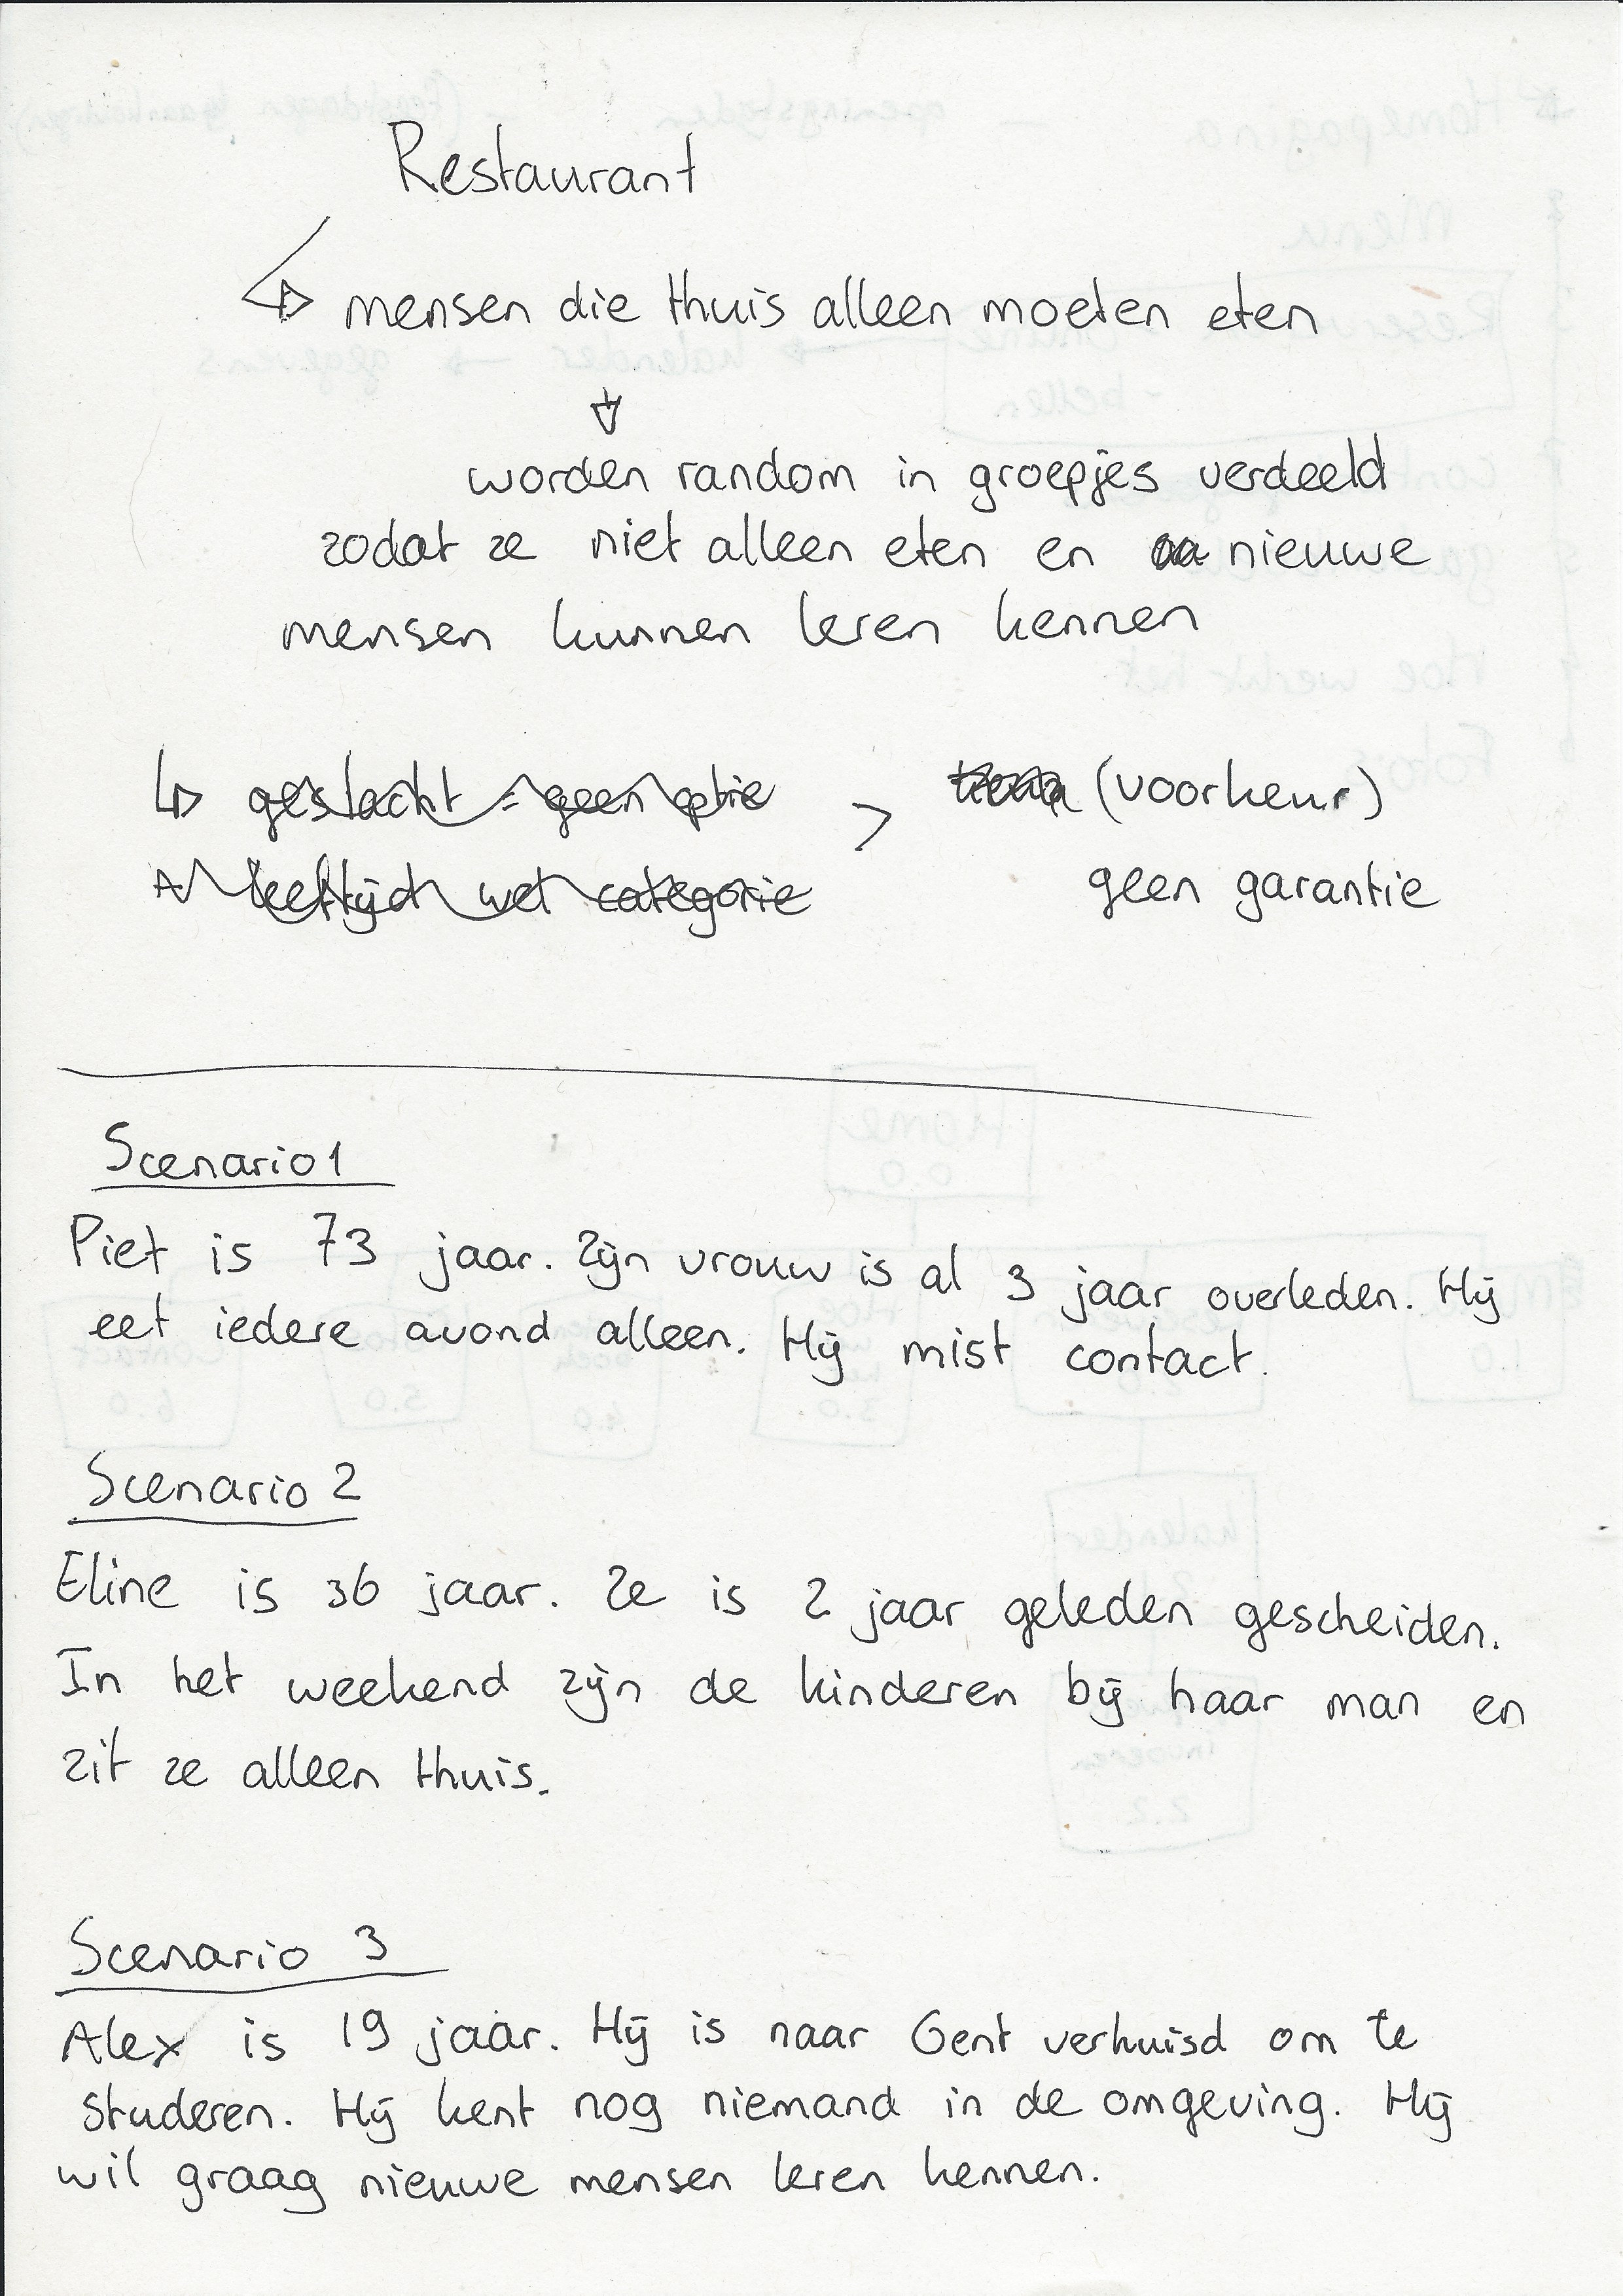 Restaurant
mensen die thuis alleen moeten eten
worden random in groepjes verdeeld
zodat ze niet alleen eten en nieuwe
mensen kunnen leren kennen
geslacht = geen optie > (voorkeur)
leeftijd wel categorie geen garantie
Scenario 1
Piet is 73 jaar. Zijn vrouw is al 3 jaar overleden. Hij
eet iedere avond alleen. Hij mist contact.
Scenario 2
Eline is 36 jaar. Ze is 2 jaar geleden gescheiden.
In het weekend zijn de kinderen bij haar man en
zit ze alleen thuis.
Scenario 3
Alex is 19 jaar. Hij is naar Gent verhuisd om te
studeren. Hij kent nog niemand in de omgeving. Hij
wil graag nieuwe mensen leren kennen.